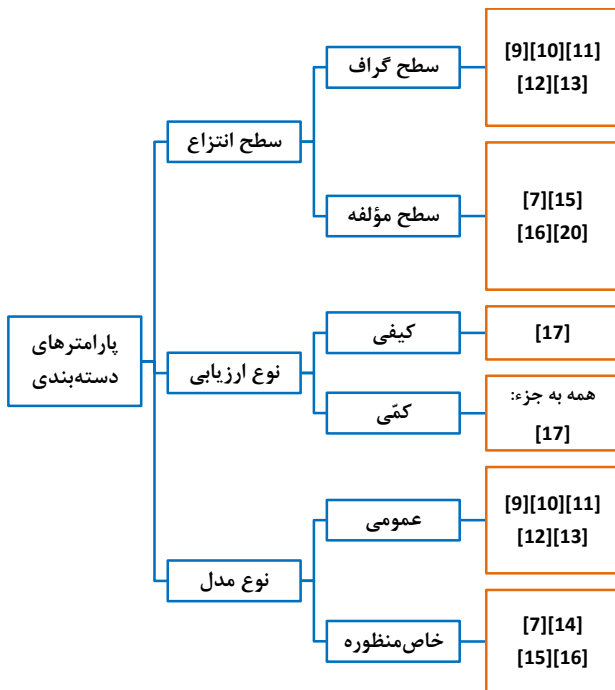 پارامترهای
دسته‌بندی
سطح انتزاع
سطح گراف
[9][10][11]
[12][13]
سطح مؤلفه
[7][15]
[16][20]
نوع ارزیابی
کیفی
[17]
کمّی
همه به جزء:
[17]
نوع مدل
عمومی
[9][10][11]
[12][13]
خاص‌منظوره
[7][14]
[15][16]